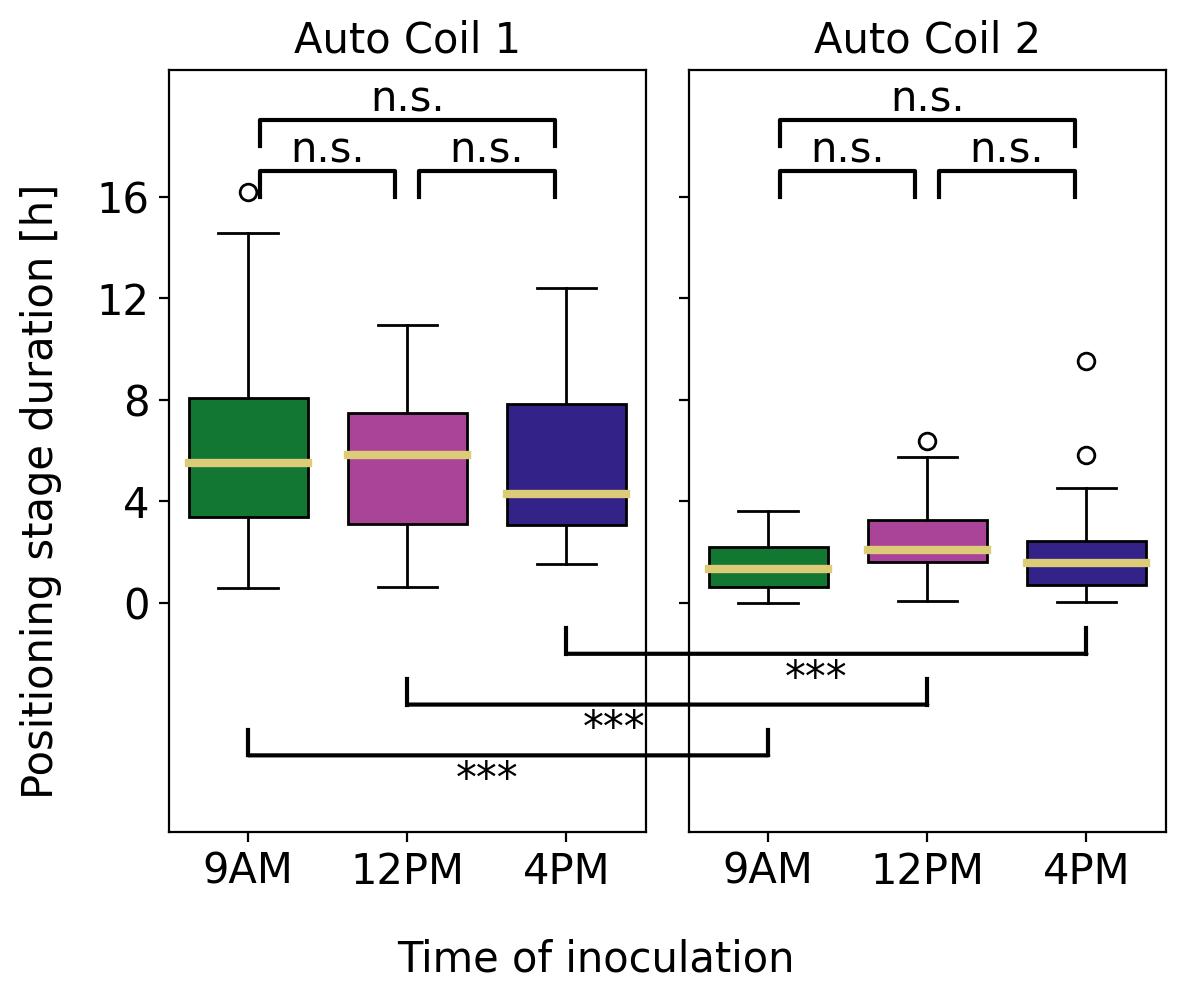 Auto Coil 1
Auto Coil 2
n.s.
n.s.
n.s. n.s.
n.s. n.s.
Positioning stage duration [h]
16
12
8
4
0
***
***
***
9AM 12PM 4PM
9AM 12PM 4PM
Time of inoculation